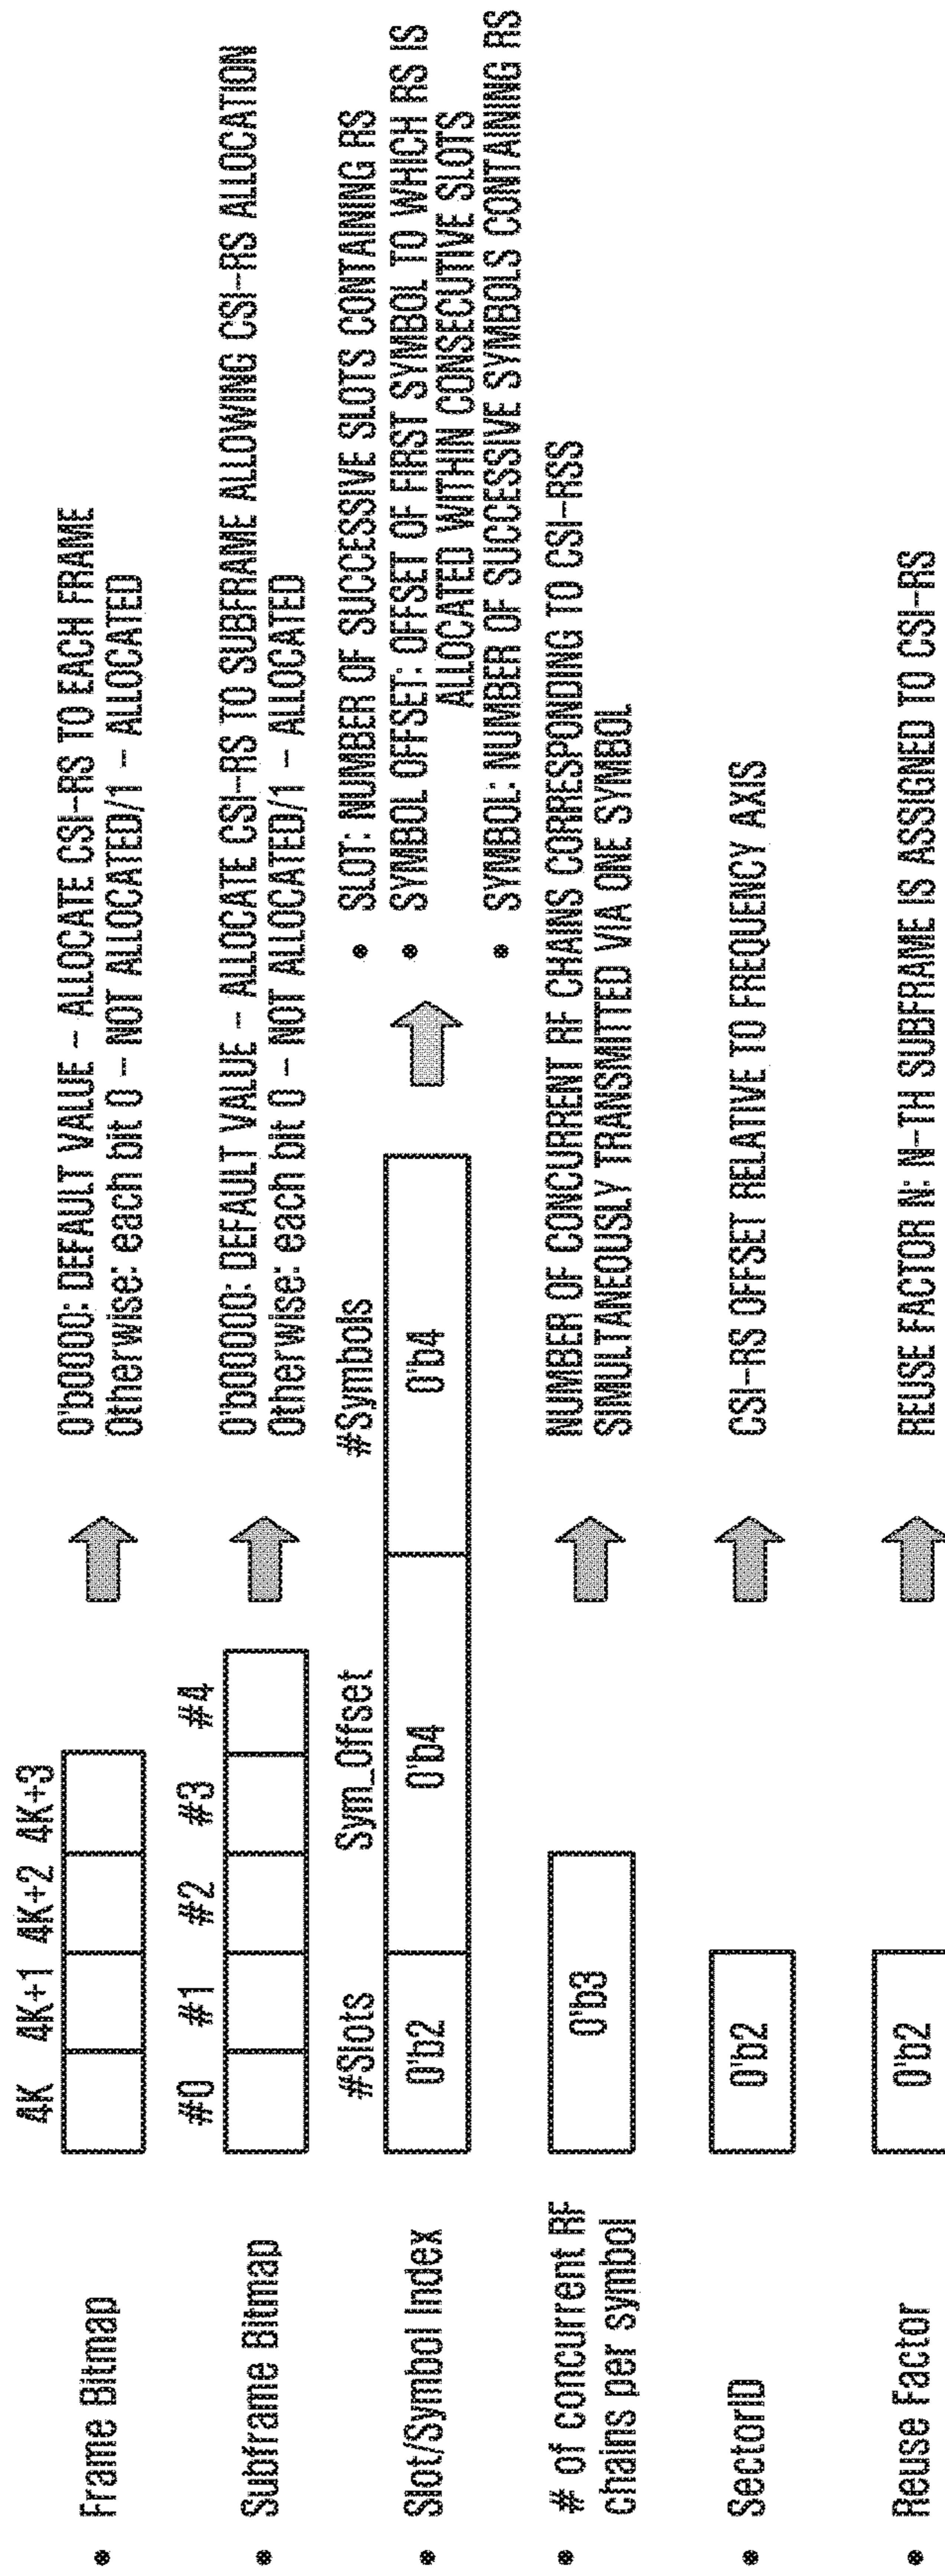 • Frame Bitmap
4K 4K+1 4K+2 4K+3
0'b0000: DEFAULT VALUE – ALLOCATE CSI–RS TO EACH FRAME
Otherwise: each bit 0 – NOT ALLOCATED/1 – ALLOCATED
• Subframe Bitmap
#0 #1 #2 #3 #4
0'b00000: DEFAULT VALUE – ALLOCATE CSI–RS TO SUBFRAME ALLOWING CSI–RS ALLOCATION
Otherwise: each bit 0 – NOT ALLOCATED/1 – ALLOCATED
• Slot/Symbol Index
#Slots Sym_Offset #Symbols
0'b2 0'b4 0'b4
• SLOT: NUMBER OF SUCCESSIVE SLOTS CONTAINING RS
• SYMBOL OFFSET: OFFSET OF FIRST SYMBOL TO WHICH RS IS
ALLOCATED WITHIN CONSECUTIVE SLOTS
• SYMBOL: NUMBER OF SUCCESSIVE SYMBOLS CONTAINING RS
• # of concurrent RF
chains per symbol
0'b3
NUMBER OF CONCURRENT RF CHAINS CORRESPONDING TO CSI–RSS
SIMULTANEOUSLY TRANSMITTED VIA ONE SYMBOL
• SectorID
0'b2
CSI–RS OFFSET RELATIVE TO FREQUENCY AXIS
• Reuse Factor
0'b2
REUSE FACTOR N: N–TH SUBFRAME IS ASSIGNED TO CSI–RS